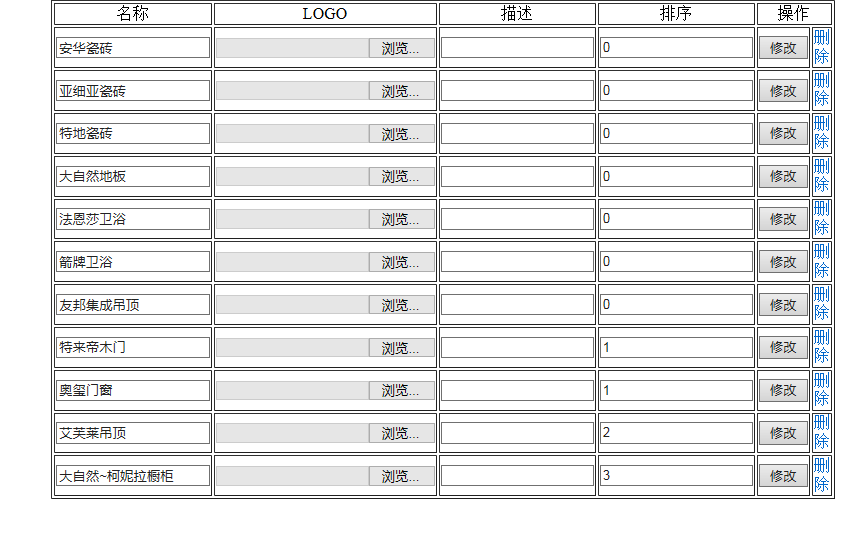 名称 LOGO 描述 排序 操作
安华瓷砖 浏览... 0 修改 删除
亚细亚瓷砖 浏览... 0 修改 删除
特地瓷砖 浏览... 0 修改 删除
大自然地板 浏览... 0 修改 删除
法恩莎卫浴 浏览... 0 修改 删除
箭牌卫浴 浏览... 0 修改 删除
友邦集成吊顶 浏览... 0 修改 删除
特来帝木门 浏览... 1 修改 删除
奥玺门窗 浏览... 1 修改 删除
艾芙莱吊顶 浏览... 2 修改 删除
大自然~柯妮拉橱柜 浏览... 3 修改 删除